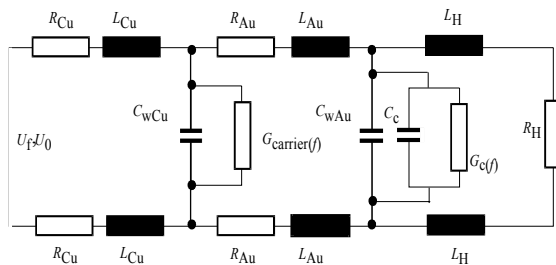 R_Cu L_Cu R_Au L_Au L_H
C_wCu G_carrier(f) C_wAu C_c G_c(f) R_H
U_f,U_0
R_Cu L_Cu R_Au L_Au L_H